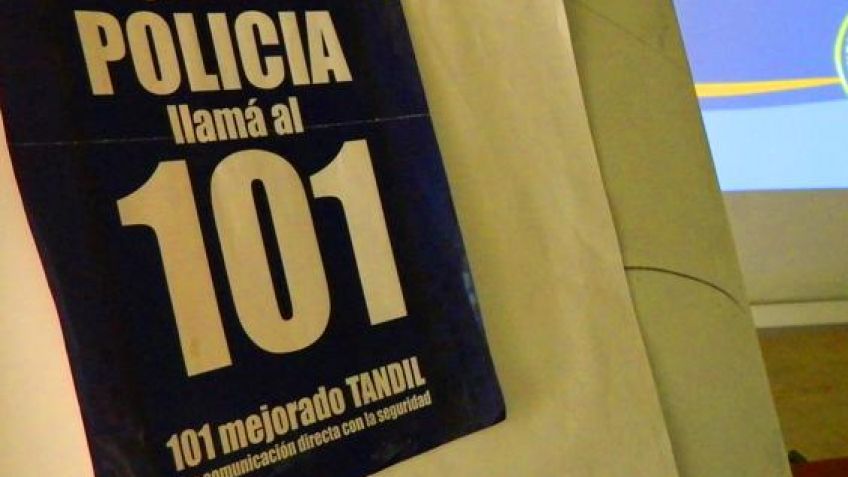 POLICIA
llamá al
101
101 mejorado TANDIL
comunicación directa con la seguridad